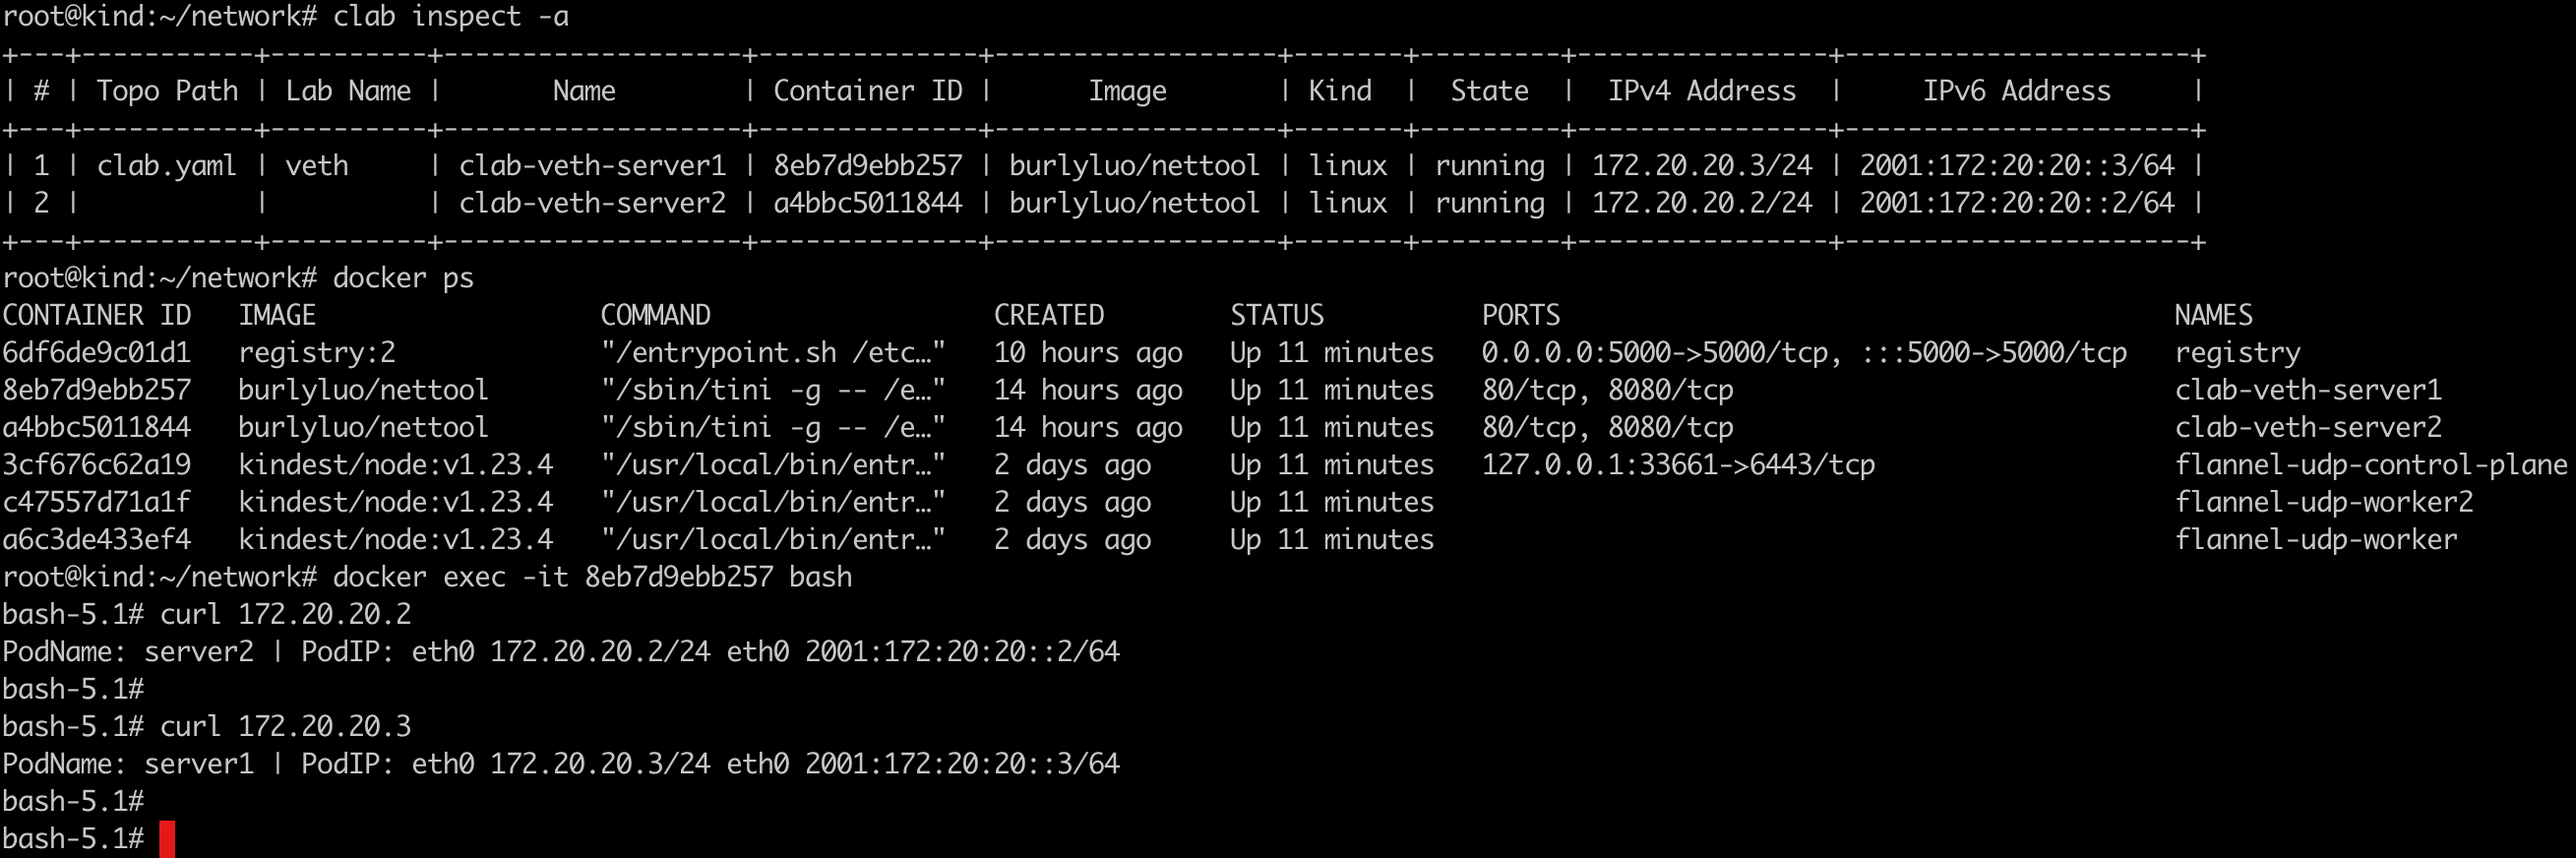 root@kind:~/network# clab inspect -a
+---+-----------+-----------+-------------------+--------------+------------------+-------+---------+----------------+----------------------+
| # | Topo Path | Lab Name |       Name        | Container ID |      Image       | Kind  |  State  |  IPv4 Address  |     IPv6 Address     |
+---+-----------+-----------+-------------------+--------------+------------------+-------+---------+----------------+----------------------+
| 1 | clab.yaml | veth     | clab-veth-server1 | 8eb7d9ebb257 | burlyluo/nettool | linux | running | 172.20.20.3/24 | 2001:172:20:20::3/64 |
| 2 |           |          | clab-veth-server2 | a4bbc5011844 | burlyluo/nettool | linux | running | 172.20.20.2/24 | 2001:172:20:20::2/64 |
+---+-----------+-----------+-------------------+--------------+------------------+-------+---------+----------------+----------------------+
root@kind:~/network# docker ps
CONTAINER ID   IMAGE                  COMMAND                  CREATED        STATUS          PORTS                                       NAMES
6df6de9c01d1   registry:2             "/entrypoint.sh /etc…"   10 hours ago   Up 11 minutes   0.0.0.0:5000->5000/tcp, :::5000->5000/tcp   registry
8eb7d9ebb257   burlyluo/nettool       "/sbin/tini -g -- /e…"   14 hours ago   Up 11 minutes   80/tcp, 8080/tcp                            clab-veth-server1
a4bbc5011844   burlyluo/nettool       "/sbin/tini -g -- /e…"   14 hours ago   Up 11 minutes   80/tcp, 8080/tcp                            clab-veth-server2
3cf676c62a19   kindest/node:v1.23.4   "/usr/local/bin/entr…"   2 days ago     Up 11 minutes   127.0.0.1:33661->6443/tcp                   flannel-udp-control-plane
c47557d71a1f   kindest/node:v1.23.4   "/usr/local/bin/entr…"   2 days ago     Up 11 minutes                                               flannel-udp-worker2
a6c3de433ef4   kindest/node:v1.23.4   "/usr/local/bin/entr…"   2 days ago     Up 11 minutes                                               flannel-udp-worker
root@kind:~/network# docker exec -it 8eb7d9ebb257 bash
bash-5.1# curl 172.20.20.2
PodName: server2 | PodIP: eth0 172.20.20.2/24 eth0 2001:172:20:20::2/64
bash-5.1#
bash-5.1# curl 172.20.20.3
PodName: server1 | PodIP: eth0 172.20.20.3/24 eth0 2001:172:20:20::3/64
bash-5.1#
bash-5.1#